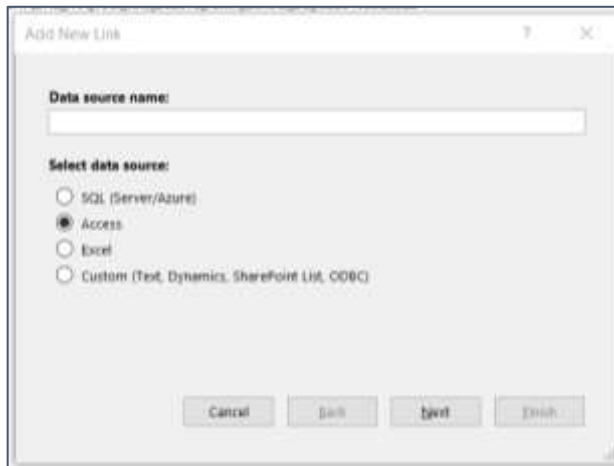 Add New Link
?
Data source name:
Select data source:
SQL (Server/Azure)
Access
Excel
Custom (Text, Dynamics, SharePoint List, ODBC)
Cancel Back Next Finish